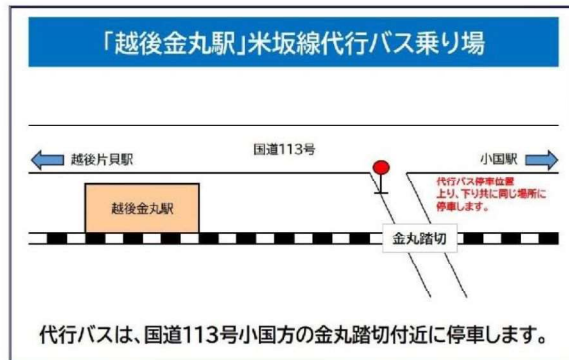 「越後金丸駅」米坂線代行バス乗り場
国道113号
越後片貝駅
小国駅
代行バス停車位置
上り、下り共に同じ場所に
停車します。
越後金丸駅
金丸踏切
代行バスは、国道113号小国方の金丸踏切付近に停車します。